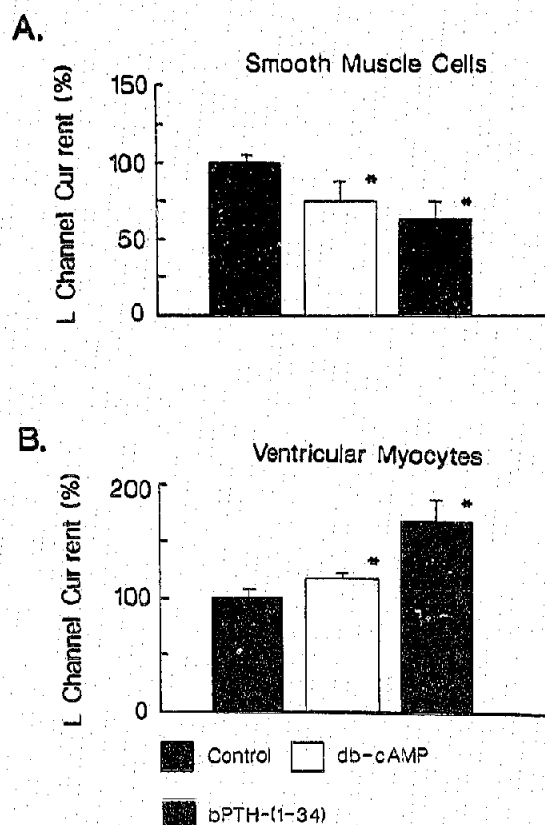 A.
Smooth Muscle Cells
L Channel Current (%)
150
100
50
0
*
*
B.
Ventricular Myocytes
L Channel Current (%)
200
100
0
*
*
Control
db-cAMP
bPTH-(1-34)